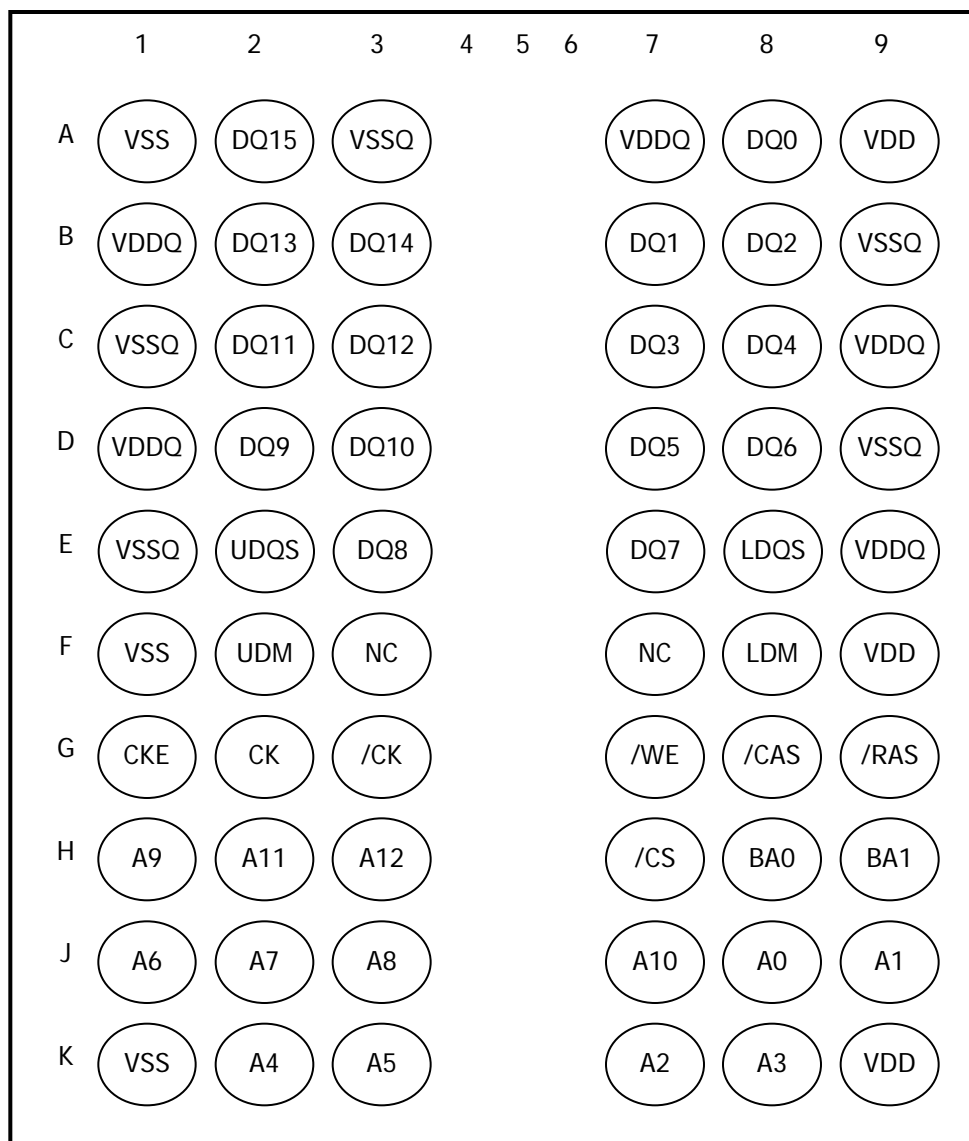 1 2 3 4 5 6 7 8 9
A VSS DQ15 VSSQ VDDQ DQ0 VDD
B VDDQ DQ13 DQ14 DQ1 DQ2 VSSQ
C VSSQ DQ11 DQ12 DQ3 DQ4 VDDQ
D VDDQ DQ9 DQ10 DQ5 DQ6 VSSQ
E VSSQ UDQS DQ8 DQ7 LDQS VDDQ
F VSS UDM NC NC LDM VDD
G CKE CK /CK /WE /CAS /RAS
H A9 A11 A12 /CS BA0 BA1
J A6 A7 A8 A10 A0 A1
K VSS A4 A5 A2 A3 VDD